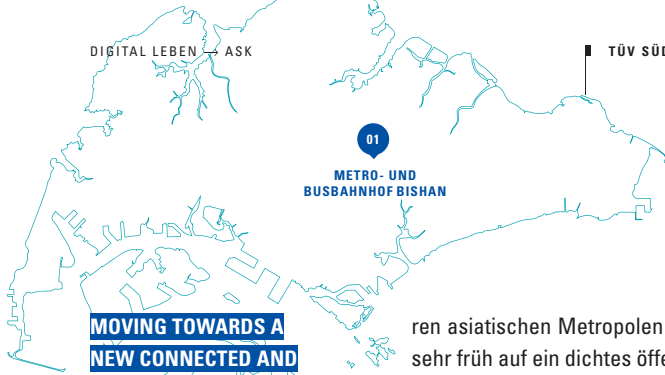 DIGITAL LEBEN → ASK
TÜV SÜD
01
METRO- UND
BUSBAHNHOF BISHAN
MOVING TOWARDS A
NEW CONNECTED AND
ren asiatischen Metropolen
sehr früh auf ein dichtes öffe